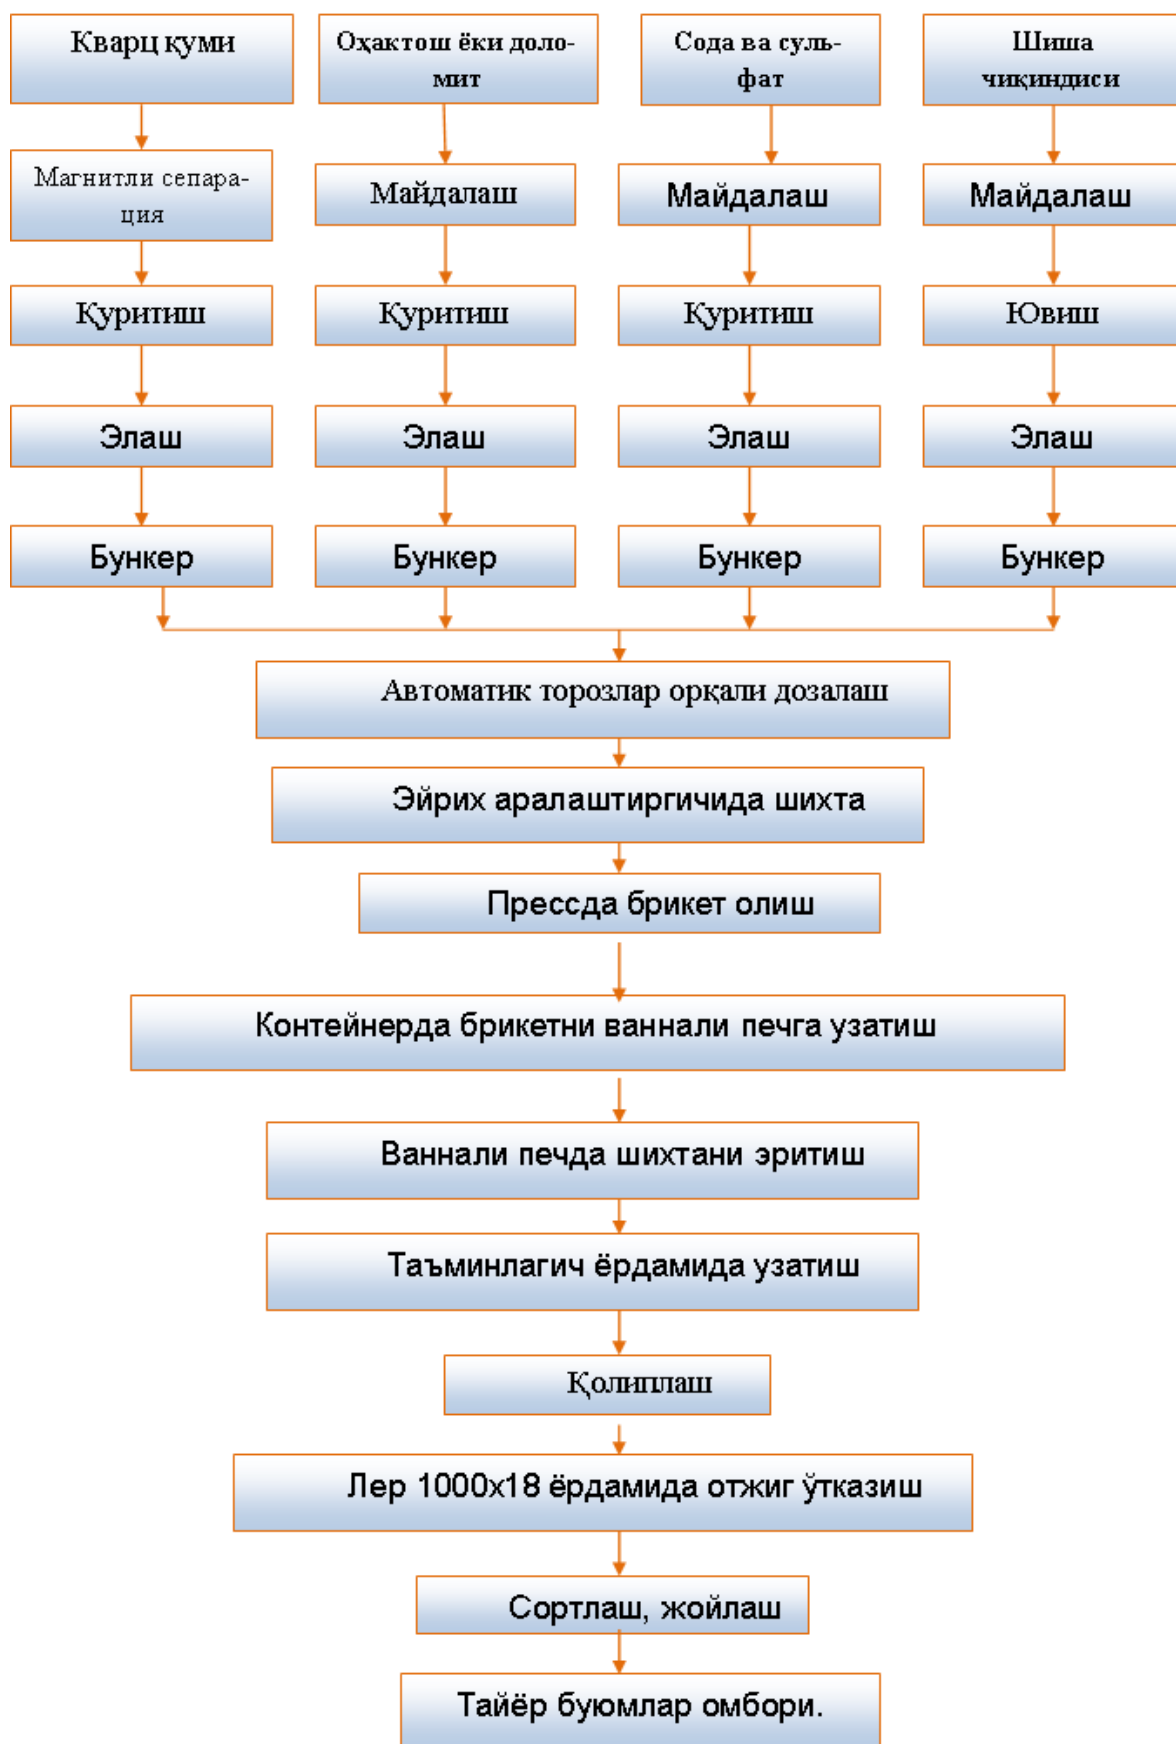 Кварц қуми
Оҳактош ёки доло-
мит
Сода ва суль-
фат
Шиша
чиқиндиси
Магнитли сепара-
ция
Майдалаш
Майдалаш
Майдалаш
Қуритиш
Қуритиш
Қуритиш
Ювиш
Элаш
Элаш
Элаш
Элаш
Бункер
Бункер
Бункер
Бункер
Автоматик торозлар орқали дозалаш
Эйрих аралаштиргичида шихта
Прессда брикет олиш
Контейнерда брикетни ваннали печга узатиш
Ваннали печда шихтани эритиш
Таъминлагич ёрдамида узатиш
Қолиплаш
Лер 1000х18 ёрдамида отжиг ўтказиш
Сортлаш, жойлаш
Тайёр буюмлар омбори.